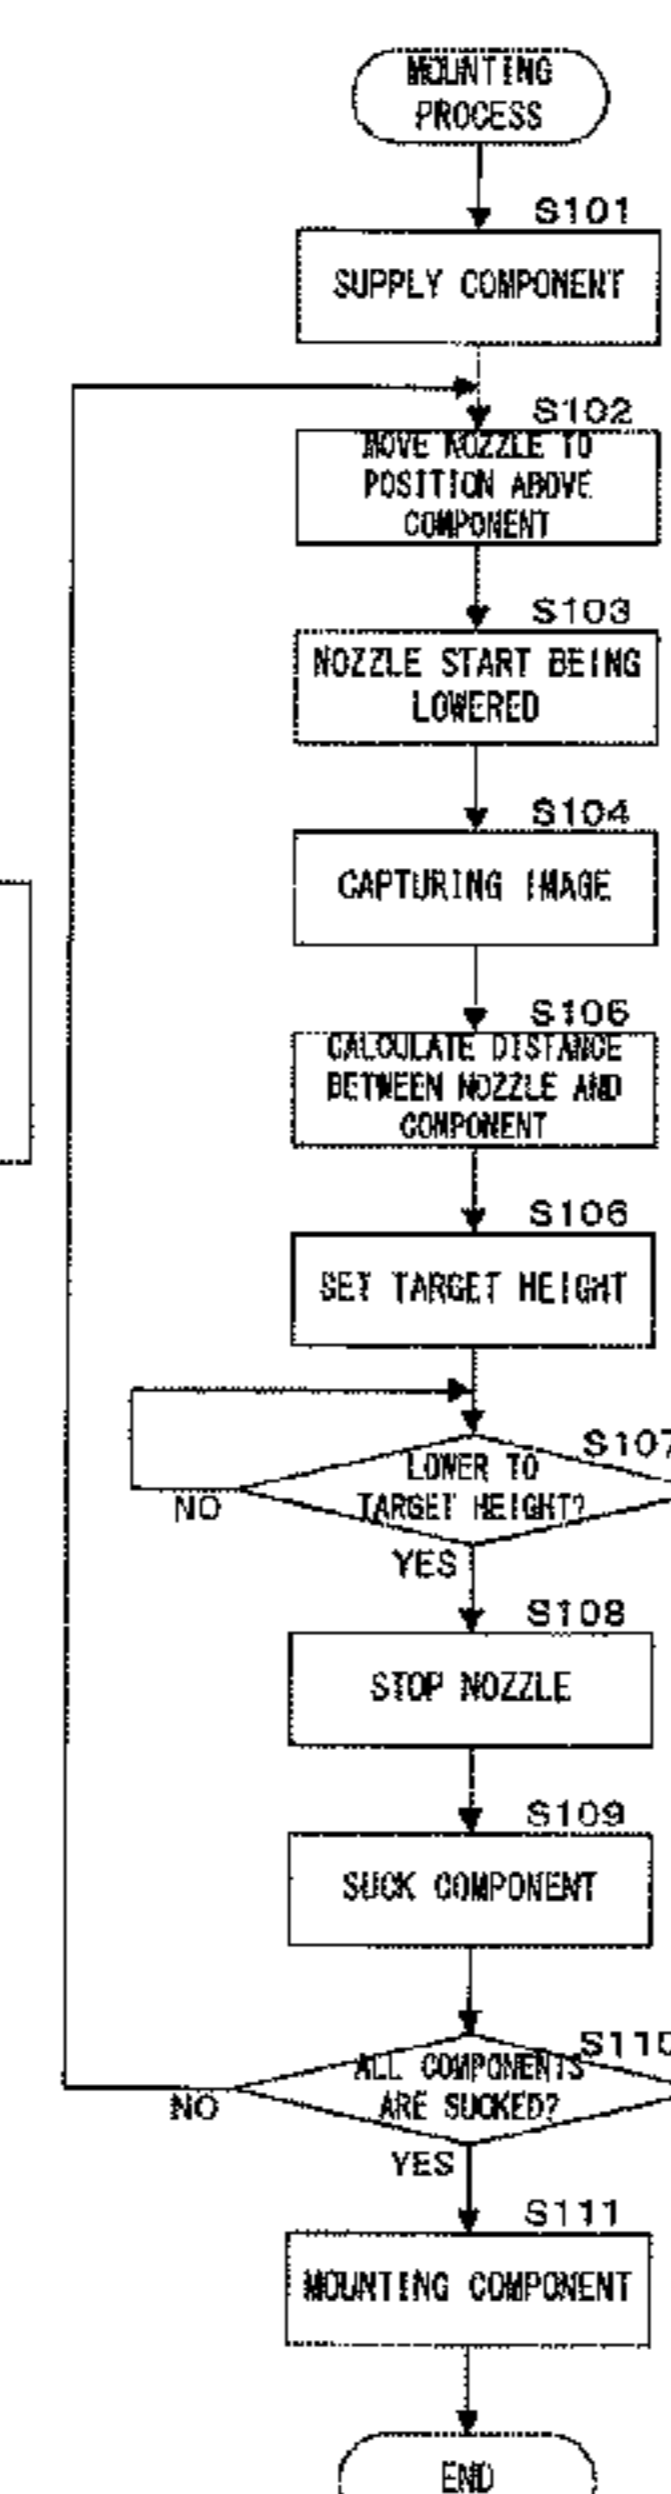 MOUNTING
PROCESS
S101
SUPPLY COMPONENT
S102
MOVE NOZZLE TO
POSITION ABOVE
COMPONENT
S103
NOZZLE START BEING
LOWERED
S104
CAPTURING IMAGE
S106
CALCULATE DISTANCE
BETWEEN NOZZLE AND
COMPONENT
S106
SET TARGET HEIGHT
S107
LOWER TO
TARGET HEIGHT?
NO
YES
S108
STOP NOZZLE
S109
SUCK COMPONENT
S110
ALL COMPONENTS
ARE SUCKED?
NO
YES
S111
MOUNTING COMPONENT
END